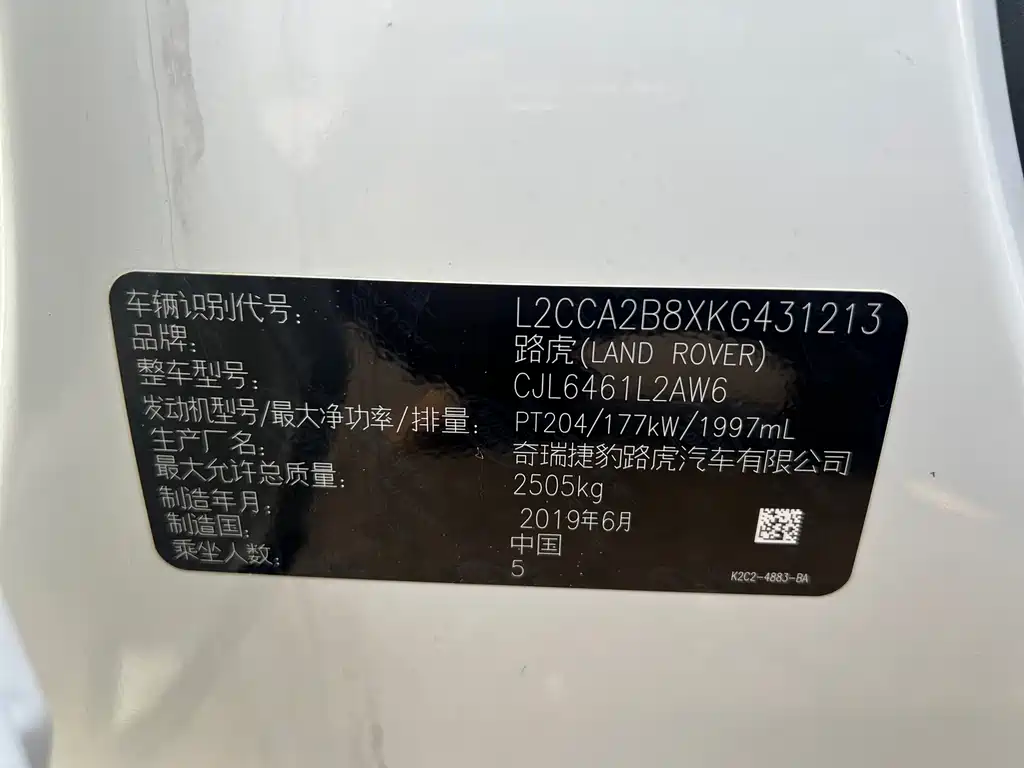 车辆识别代号: L2CCA2B8XKG431213
品牌: 路虎(LAND ROVER)
整车型号: CJL6461L2AW6
发动机型号/最大净功率/排量: PT204/177kW/1997mL
生产厂名: 奇瑞捷豹路虎汽车有限公司
最大允许总质量: 2505kg
制造年月: 2019年6月
制造国: 中国
乘坐人数: 5
K2C2-4883-BA